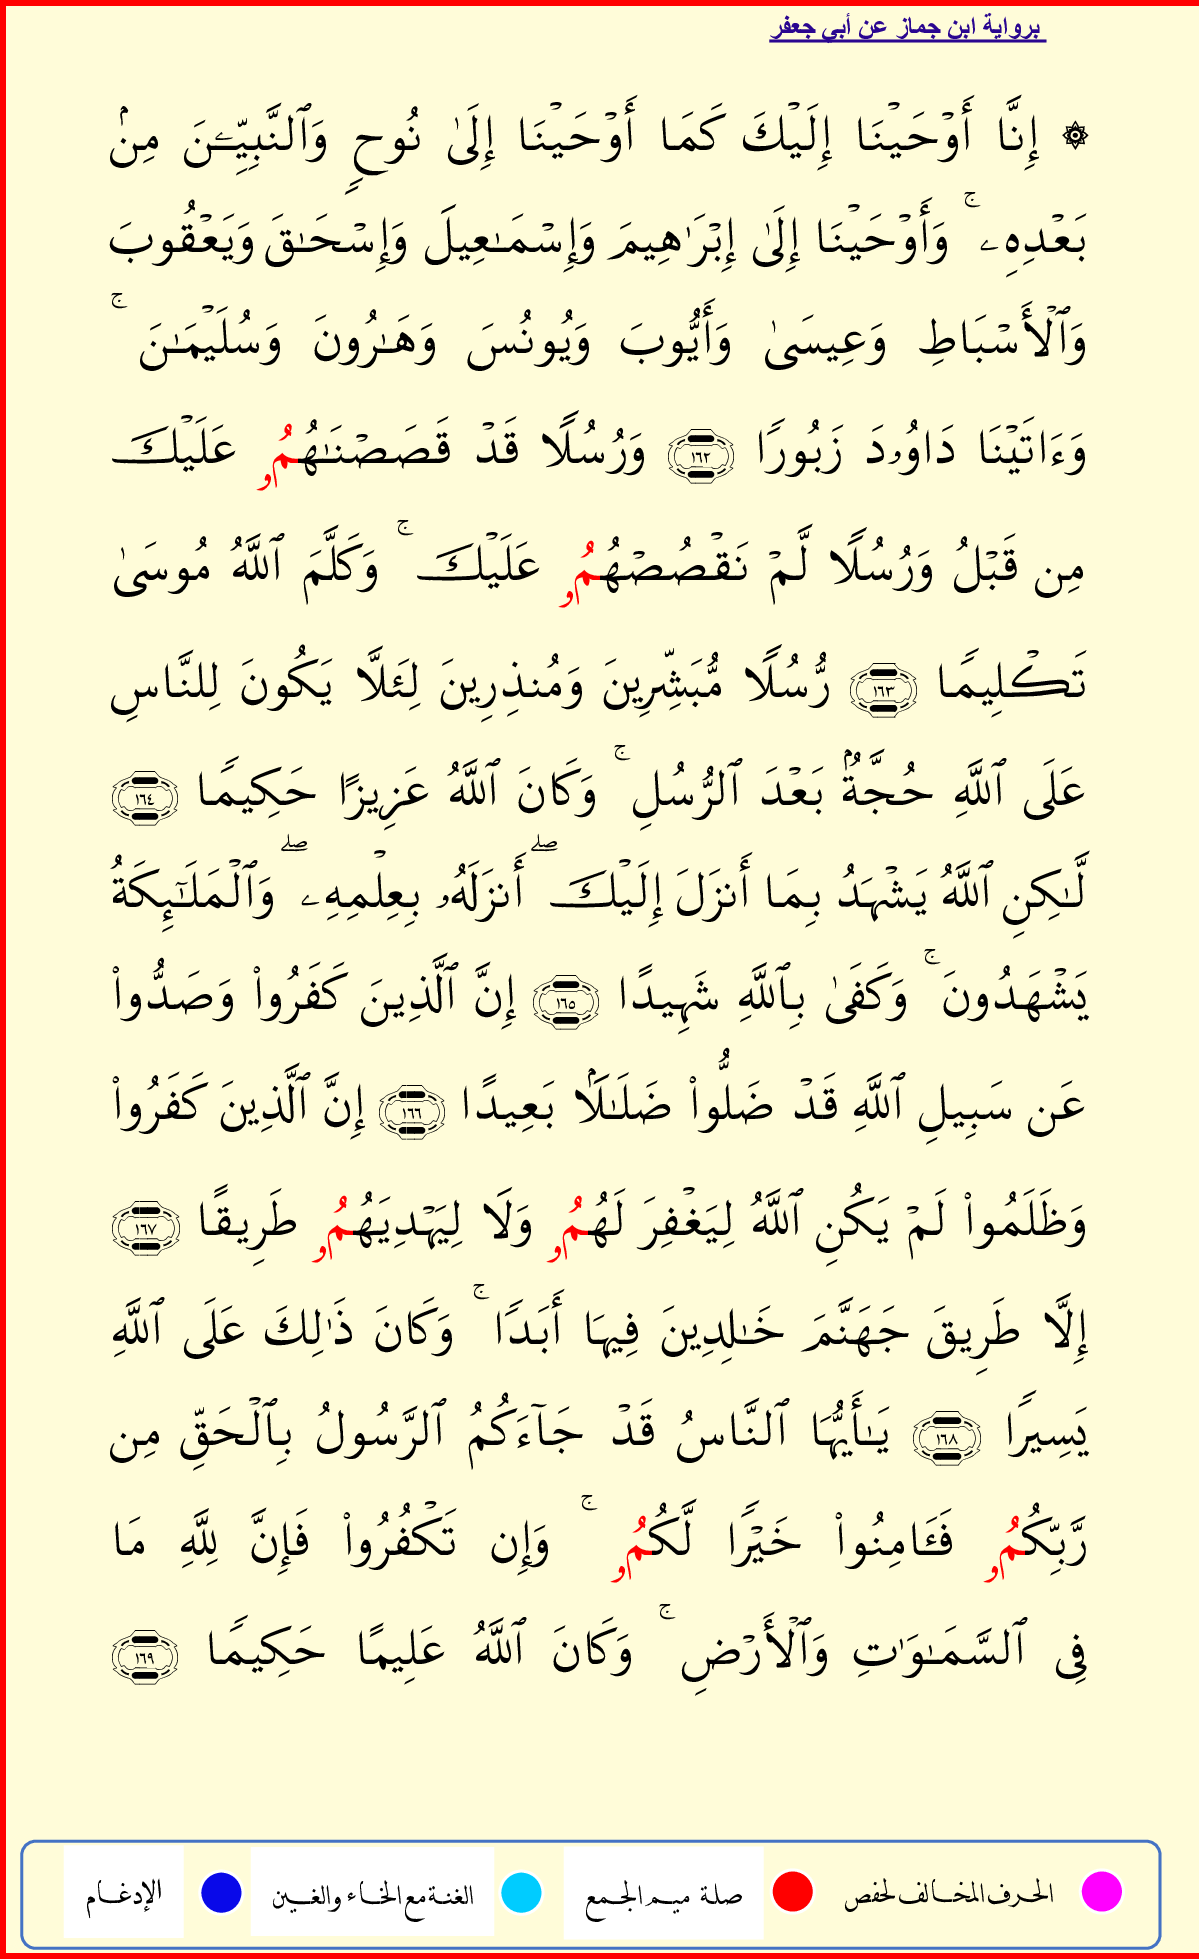 برواية ابن جماز عن أبي جعفر
۞ إِنَّا أَوۡحَيۡنَا إِلَيۡكَ كَمَا أَوۡحَيۡنَا إِلَىٰ نُوحٖ وَٱلنَّبِيِّـۧنَ مِنۢ
بَعۡدِهِۦۚ وَأَوۡحَيۡنَا إِلَىٰ إِبۡرَٰهِيمَ وَإِسۡمَٰعِيلَ وَإِسۡحَٰقَ وَيَعۡقُوبَ
وَٱلۡأَسۡبَاطِ وَعِيسَىٰ وَأَيُّوبَ وَيُونُسَ وَهَٰرُونَ وَسُلَيۡمَٰنَۚ
وَءَاتَيۡنَا دَاوُۥدَ زَبُورٗا ١٦٢ وَرُسُلٗا قَدۡ قَصَصۡنَٰهُمُۥ عَلَيۡكَ
مِن قَبۡلُ وَرُسُلٗا لَّمۡ نَقۡصُصۡهُمُۥ عَلَيۡكَۚ وَكَلَّمَ ٱللَّهُ مُوسَىٰ
تَكۡلِيمٗا ١٦٣ رُّسُلٗا مُّبَشِّرِينَ وَمُنذِرِينَ لِئَلَّا يَكُونَ لِلنَّاسِ
عَلَى ٱللَّهِ حُجَّةُۢ بَعۡدَ ٱلرُّسُلِۚ وَكَانَ ٱللَّهُ عَزِيزًا حَكِيمٗا ١٦٤
لَّٰكِنِ ٱللَّهُ يَشۡهَدُ بِمَا أَنزَلَ إِلَيۡكَۖ أَنزَلَهُۥ بِعِلۡمِهِۦۖ وَٱلۡمَلَٰٓئِكَةُ
يَشۡهَدُونَۚ وَكَفَىٰ بِٱللَّهِ شَهِيدًا ١٦٥ إِنَّ ٱلَّذِينَ كَفَرُواْ وَصَدُّواْ
عَن سَبِيلِ ٱللَّهِ قَدۡ ضَلُّواْ ضَلَٰلَۢا بَعِيدًا ١٦٦ إِنَّ ٱلَّذِينَ كَفَرُواْ
وَظَلَمُواْ لَمۡ يَكُنِ ٱللَّهُ لِيَغۡفِرَ لَهُمُۥ وَلَا لِيَهۡدِيَهُمُۥ طَرِيقًا ١٦٧
إِلَّا طَرِيقَ جَهَنَّمَ خَٰلِدِينَ فِيهَا أَبَدٗاۚ وَكَانَ ذَٰلِكَ عَلَى ٱللَّهِ
يَسِيرٗا ١٦٨ يَٰأَيُّهَا ٱلنَّاسُ قَدۡ جَآءَكُمُ ٱلرَّسُولُ بِٱلۡحَقِّ مِن
رَّبِّكُمُۥ فَـَٔامِنُواْ خَيۡرٗا لَّكُمُۥۚ وَإِن تَكۡفُرُواْ فَإِنَّ لِلَّهِ مَا
فِي ٱلسَّمَٰوَٰتِ وَٱلۡأَرۡضِۚ وَكَانَ ٱللَّهُ عَلِيمًا حَكِيمٗا ١٦٩
الحرف المخالف لحفص صلة ميم الجمع الغنة مع الخاء والغين الإدغام